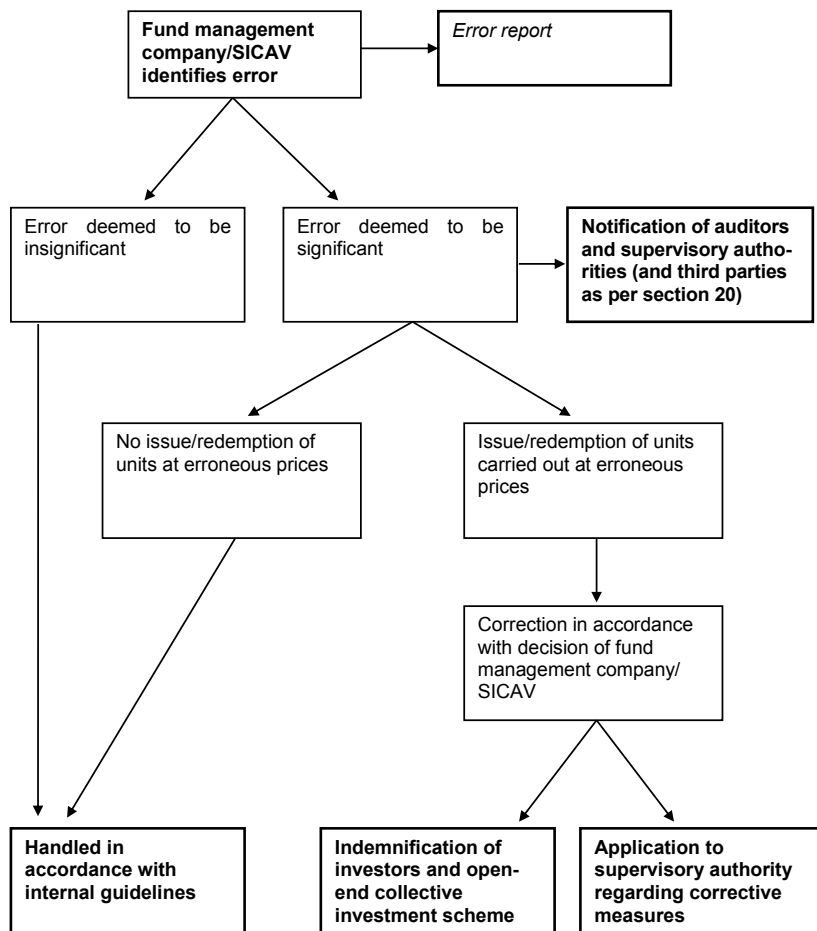 Fund management
company/SICAV
identifies error
Error report
Error deemed to be
insignificant
Error deemed to be
significant
Notification of auditors
and supervisory autho-
rities (and third parties
as per section 20)
No issue/redemption of
units at erroneous prices
Issue/redemption of units
carried out at erroneous
prices
Correction in accordance
with decision of fund
management company/
SICAV
Handled in
accordance with
internal guidelines
Indemnification of
investors and open-
end collective
investment scheme
Application to
supervisory authority
regarding corrective
measures